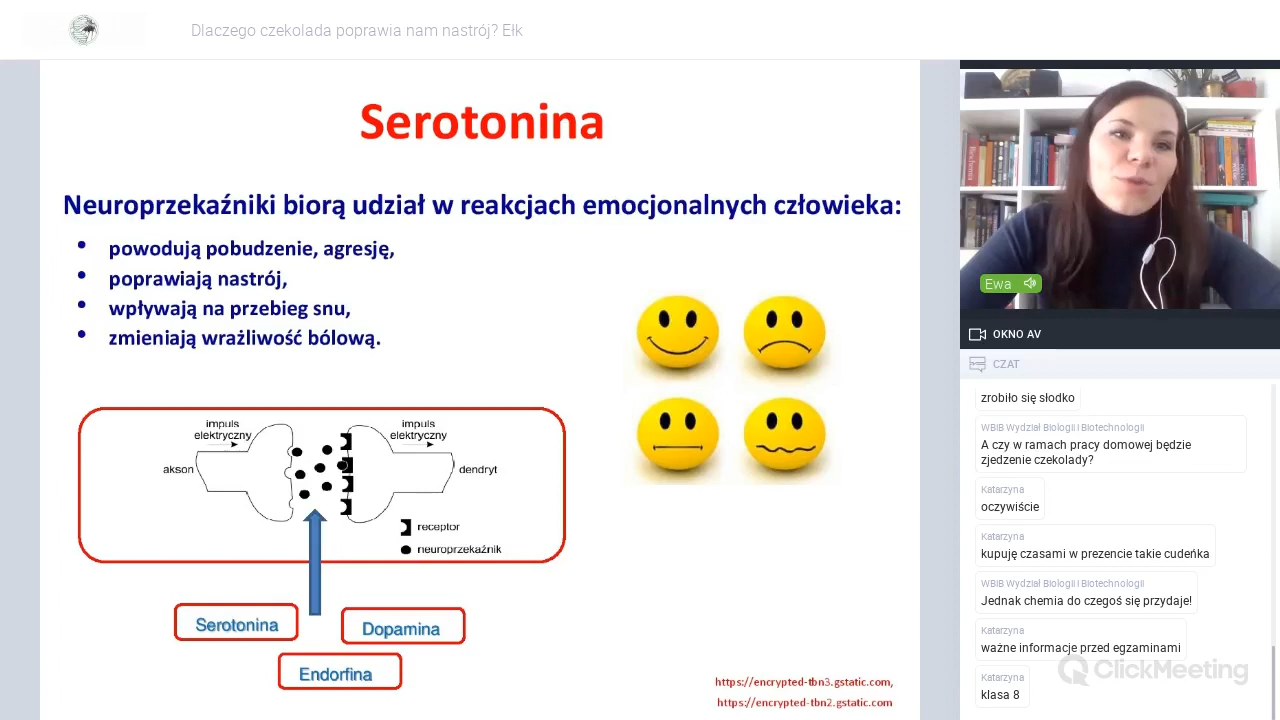 Dlaczego czekolada poprawia nam nastrój? Ełk
Serotonina
Neuroprzekaźniki biorą udział w reakcjach emocjonalnych człowieka:
• powodują pobudzenie, agresję,
• poprawiają nastrój,
• wpływają na przebieg snu,
• zmieniają wrażliwość bólową.
impuls
elektryczny
impuls
elektryczny
akson
dendryt
receptor
neuroprzekaźnik
Serotonina
Dopamina
Endorfina
https://encrypted-tbn3.gstatic.com,
https://encrypted-tbn2.gstatic.com
Ewa
OKNO AV
CZAT
zrobiło się słodko
WBIB Wydział Biologii i Biotechnologii
A czy w ramach pracy domowej będzie
zjedzenie czekolady?
Katarzyna
oczywiście
Katarzyna
kupuję czasami w prezencie takie cudeńka
WBIB Wydział Biologii i Biotechnologii
Jednak chemia do czegoś się przydaje!
Katarzyna
ważne informacje przed egzaminami
Katarzyna
klasa 8
ClickMeeting